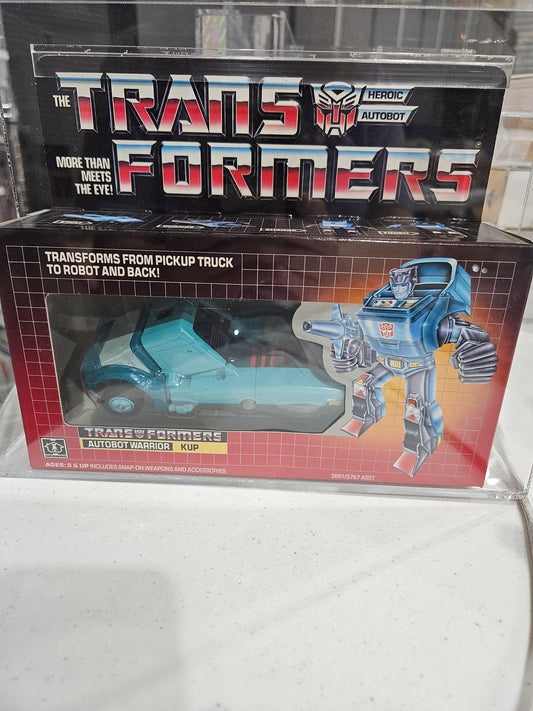 THE TRANSFORMERS
HEROIC
AUTOBOT
MORE THAN
MEETS
THE EYE!
®
TRANSFORMS FROM PICKUP TRUCK
TO ROBOT AND BACK!
TRANSFORMERS
AUTOBOT WARRIOR KUP
AGES: 5 & UP INCLUDES SNAP-ON WEAPONS AND ACCESSORIES
5861/5767 ASST.